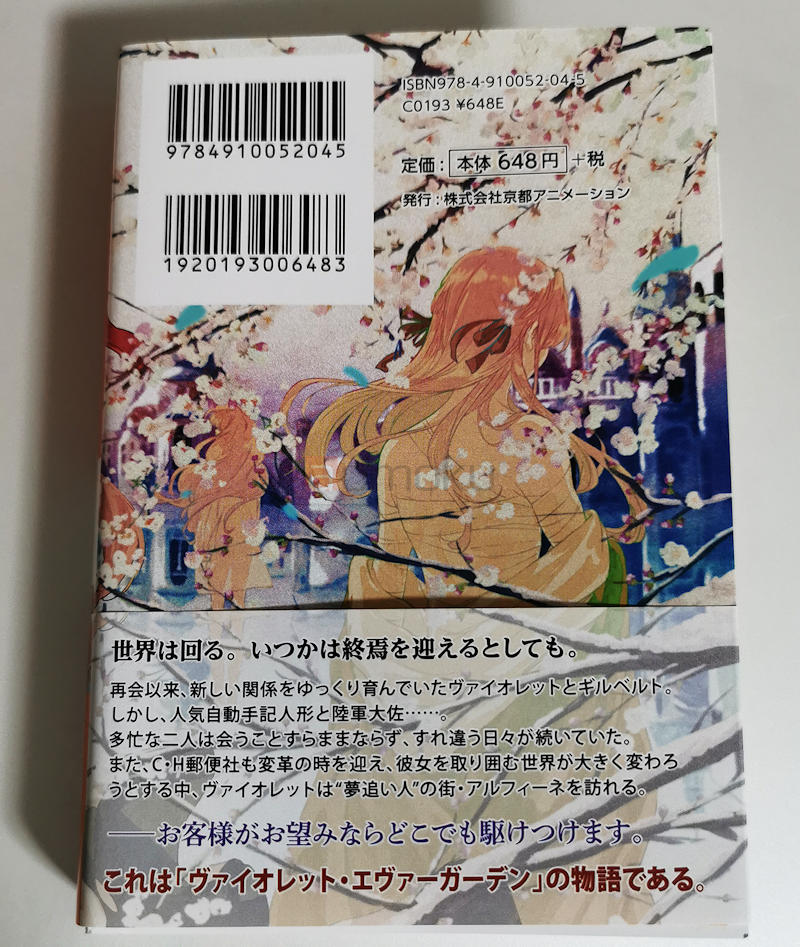 ISBN978-4-910052-04-5
C0193 ¥648E
9784910052045
定価：本体 648円＋税
発行：株式会社京都アニメーション
1920193006483
世界は回る。いつかは終焉を迎えるとしても。
再会以来、新しい関係をゆっくり育んでいたヴァイオレットとギルベルト。
しかし、人気自動手記人形と陸軍大佐……。
多忙な二人は会うことすらままならず、すれ違う日々が続いていた。
また、C・H郵便社も変革の時を迎え、彼女を取り囲む世界が大きく変わろ
うとする中、ヴァイオレットは“夢追い人”の街・アルフィーネを訪れる。
――お客様がお望みならどこでも駆けつけます。
これは「ヴァイオレット・エヴァーガーデン」の物語である。